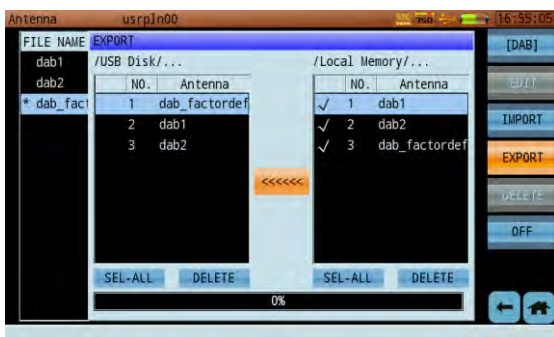 Antenna usrpIn00 16:55:05
FILE NAME EXPORT [DAB]
/USB Disk/... /Local Memory/...
dab1 NO. Antenna NO. Antenna EDIT
dab2 1 dab_factordef ✓ 1 dab1
* dab_fact 2 dab1 ✓ 2 dab2 IMPORT
3 dab2 ✓ 3 dab_factordef
EXPORT
<<<<<<
DELETE
OFF
SEL-ALL DELETE SEL-ALL DELETE
0%